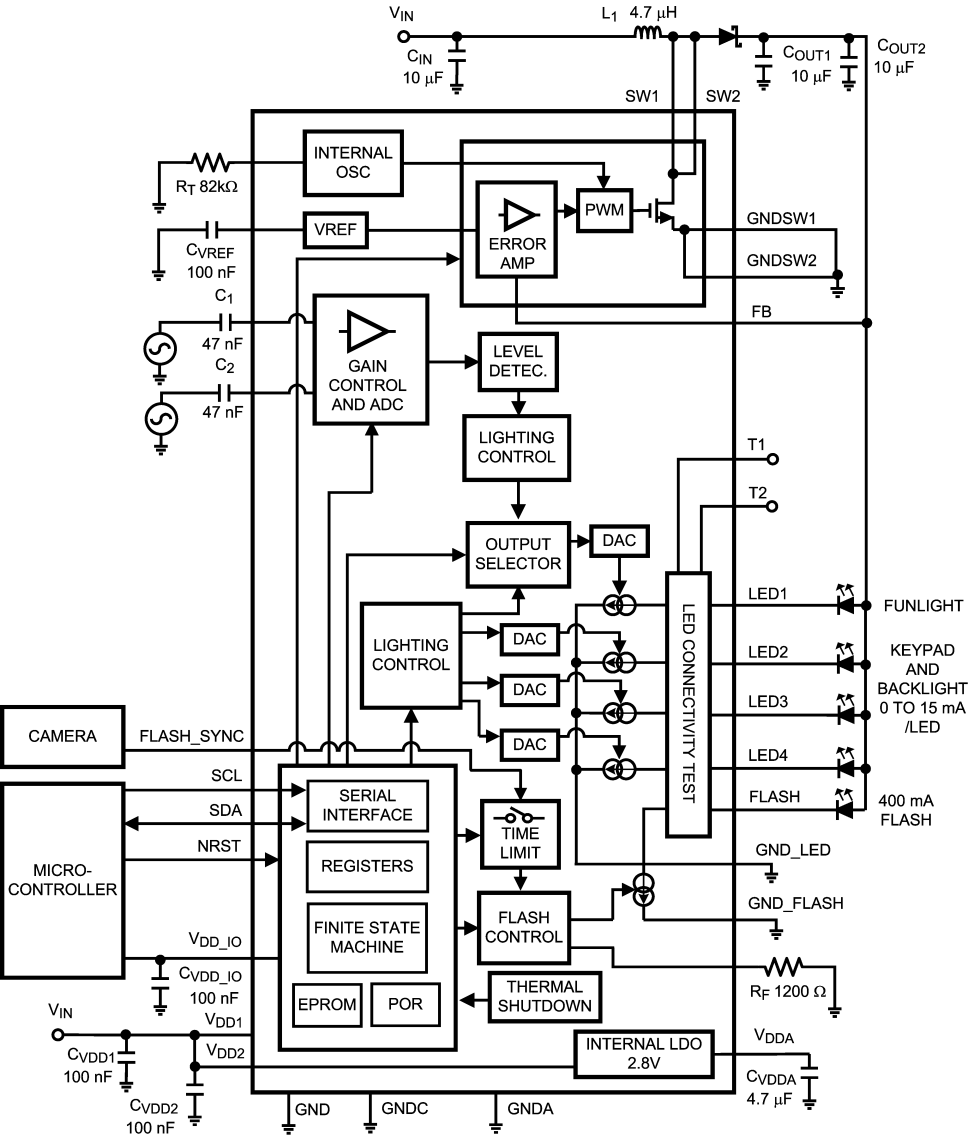 VIN
L1 4.7 μH
CIN
10 μF
COUT1
10 μF
COUT2
10 μF
SW1
SW2
INTERNAL
OSC
RT 82kΩ
VREF
CVREF
100 nF
ERROR
AMP
PWM
GNDSW1
GNDSW2
FB
C1
47 nF
C2
47 nF
GAIN
CONTROL
AND ADC
LEVEL
DETEC.
LIGHTING
CONTROL
T1
T2
OUTPUT
SELECTOR
DAC
LIGHTING
CONTROL
DAC
DAC
DAC
LED CONNECTIVITY TEST
LED1
FUNLIGHT
LED2
LED3
LED4
KEYPAD
AND
BACKLIGHT
0 TO 15 mA
/LED
FLASH
400 mA
FLASH
CAMERA
FLASH_SYNC
MICRO-
CONTROLLER
SCL
SDA
NRST
SERIAL
INTERFACE
REGISTERS
FINITE STATE
MACHINE
EPROM
POR
TIME
LIMIT
FLASH
CONTROL
GND_LED
GND_FLASH
RF 1200 Ω
THERMAL
SHUTDOWN
VDD_IO
CVDD_IO
100 nF
VIN
VDD1
CVDD1
100 nF
VDD2
CVDD2
100 nF
INTERNAL LDO
2.8V
VDDA
CVDDA
4.7 μF
GND
GNDC
GNDA